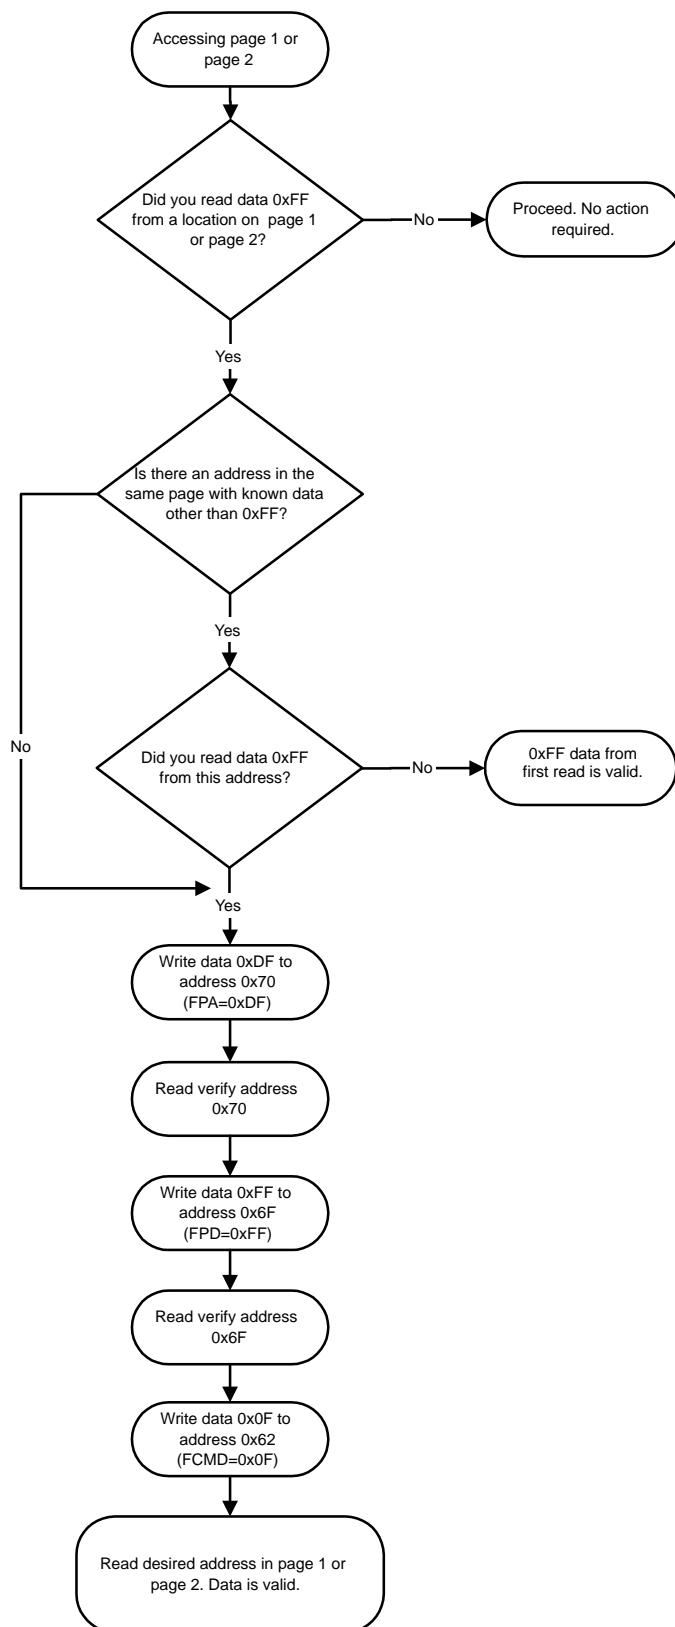 Accessing page 1 or
page 2
Did you read data 0xFF
from a location on  page 1
or page 2?
No
Proceed. No action
required.
Yes
Is there an address in the
same page with known data
other than 0xFF?
Yes
No
Did you read data 0xFF
from this address?
No
0xFF data from
first read is valid.
Yes
Write data 0xDF to
address 0x70
(FPA=0xDF)
Read verify address
0x70
Write data 0xFF to
address 0x6F
(FPD=0xFF)
Read verify address
0x6F
Write data 0x0F to
address 0x62
(FCMD=0x0F)
Read desired address in page 1 or
page 2. Data is valid.